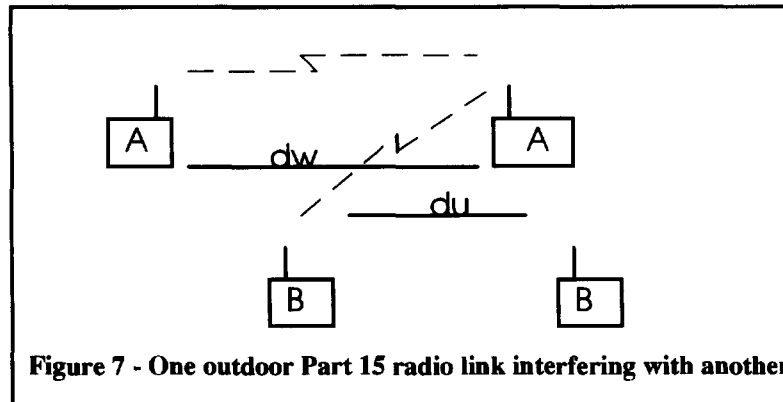 A
A
dw
du
B
B
Figure 7 - One outdoor Part 15 radio link interfering with another